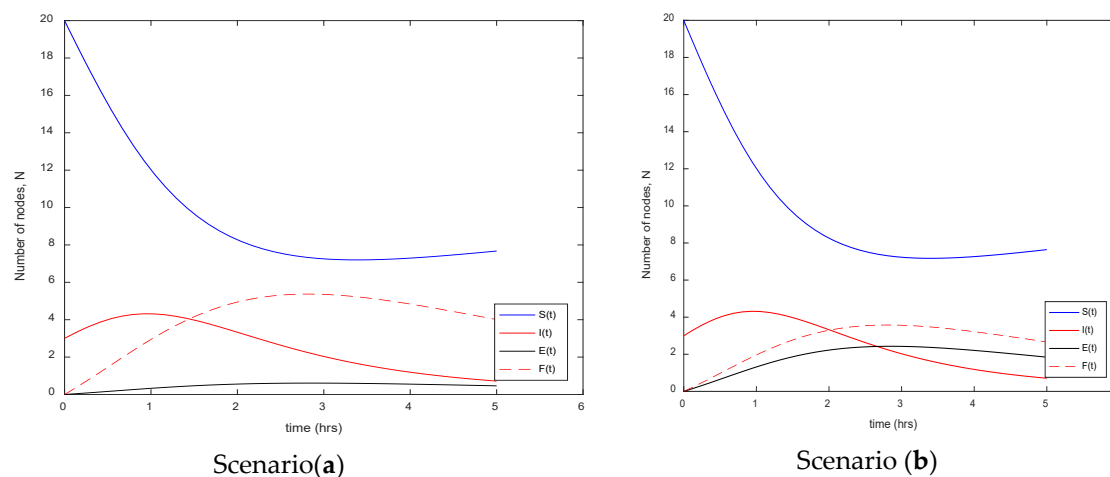 20
18
16
14
12
10
8
6
4
2
0
Number of nodes, N
0 1 2 3 4 5 6
time (hrs)
S(t)
I(t)
E(t)
F(t)
Scenario(a)
20
18
16
14
12
10
8
6
4
2
0
Number of nodes, N
0 1 2 3 4 5 6
time (hrs)
S(t)
I(t)
E(t)
F(t)
Scenario (b)